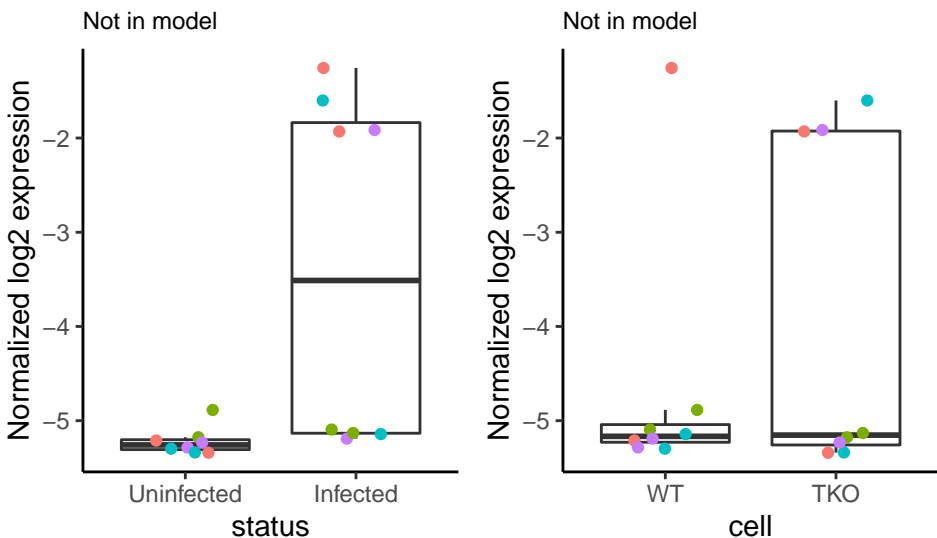 Not in model
Normalized log2 expression
−2
−3
−4
−5
Uninfected
Infected
status
Not in model
Normalized log2 expression
−2
−3
−4
−5
WT
TKO
cell